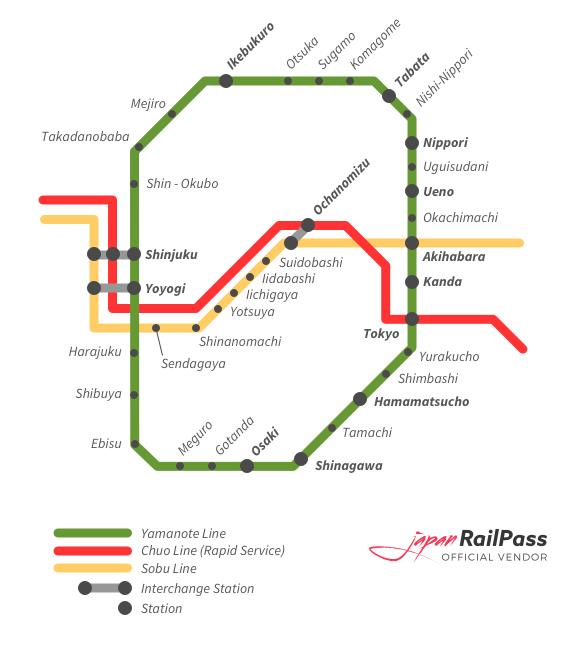 Ikebukuro
Otsuka
Sugamo
Komagome
Tabata
Nishi-Nippori
Mejiro
Takadanobaba
Nippori
Uguisudani
Shin - Okubo
Ueno
Ochanomizu
Okachimachi
Shinjuku
Suidobashi
Akihabara
Iidabashi
Yoyogi
Kanda
Iichigaya
Yotsuya
Tokyo
Shinanomachi
Harajuku
Sendagaya
Yurakucho
Shimbashi
Shibuya
Hamamatsucho
Tamachi
Ebisu
Meguro
Gotanda
Osaki
Shinagawa
Yamanote Line
Chuo Line (Rapid Service)
Sobu Line
Interchange Station
Station
Japan RailPass
OFFICIAL VENDOR